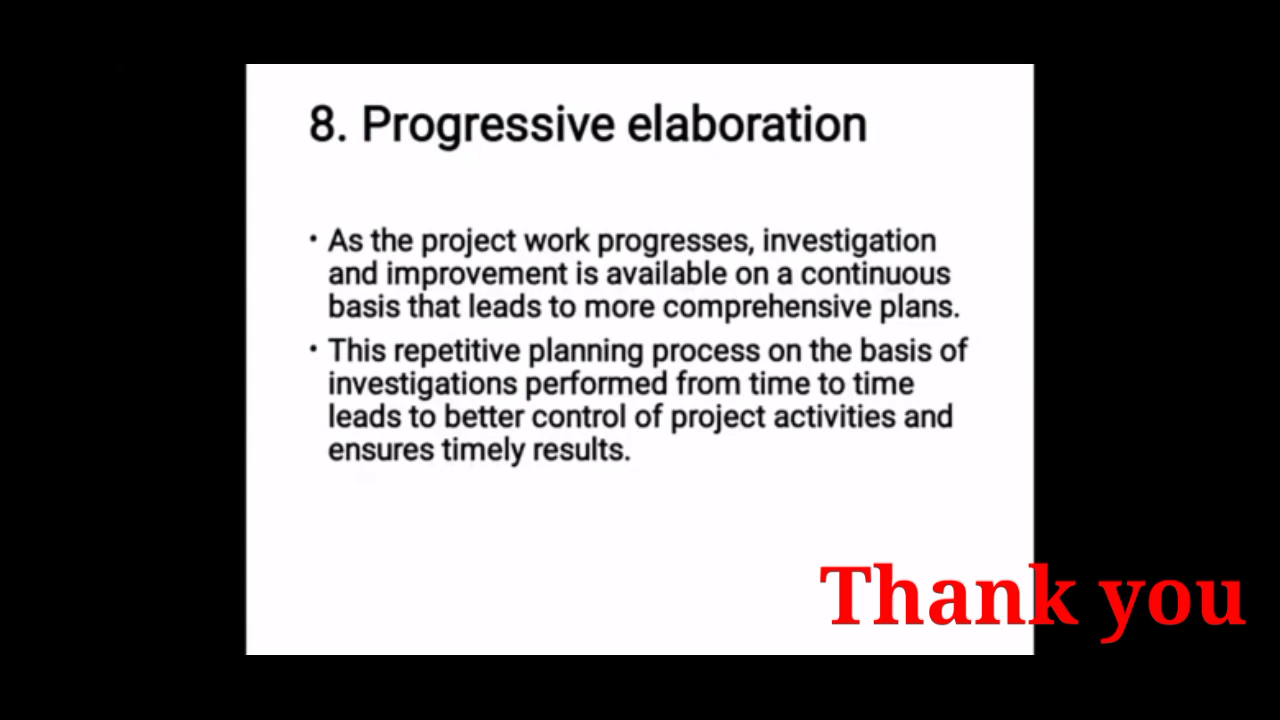 8. Progressive elaboration
• As the project work progresses, investigation
and improvement is available on a continuous
basis that leads to more comprehensive plans.
• This repetitive planning process on the basis of
investigations performed from time to time
leads to better control of project activities and
ensures timely results.
Thank you